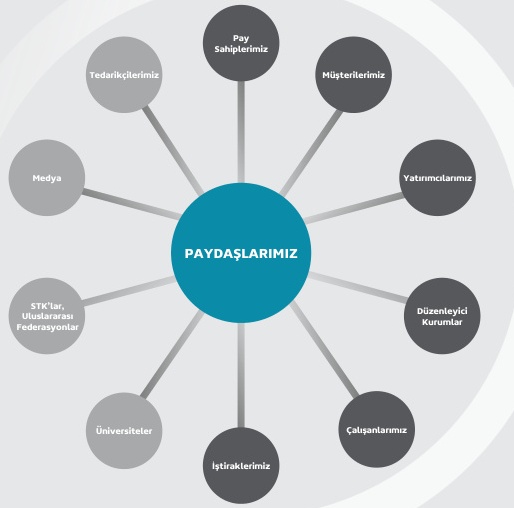 Pay
Sahiplerimiz
Müşterilerimiz
Yatırımcılarımız
Düzenleyici
Kurumlar
Çalışanlarımız
İştiraklerimiz
Üniversiteler
STK'lar,
Uluslararası
Federasyonlar
Medya
Tedarikçilerimiz
PAYDAŞLARIMIZ